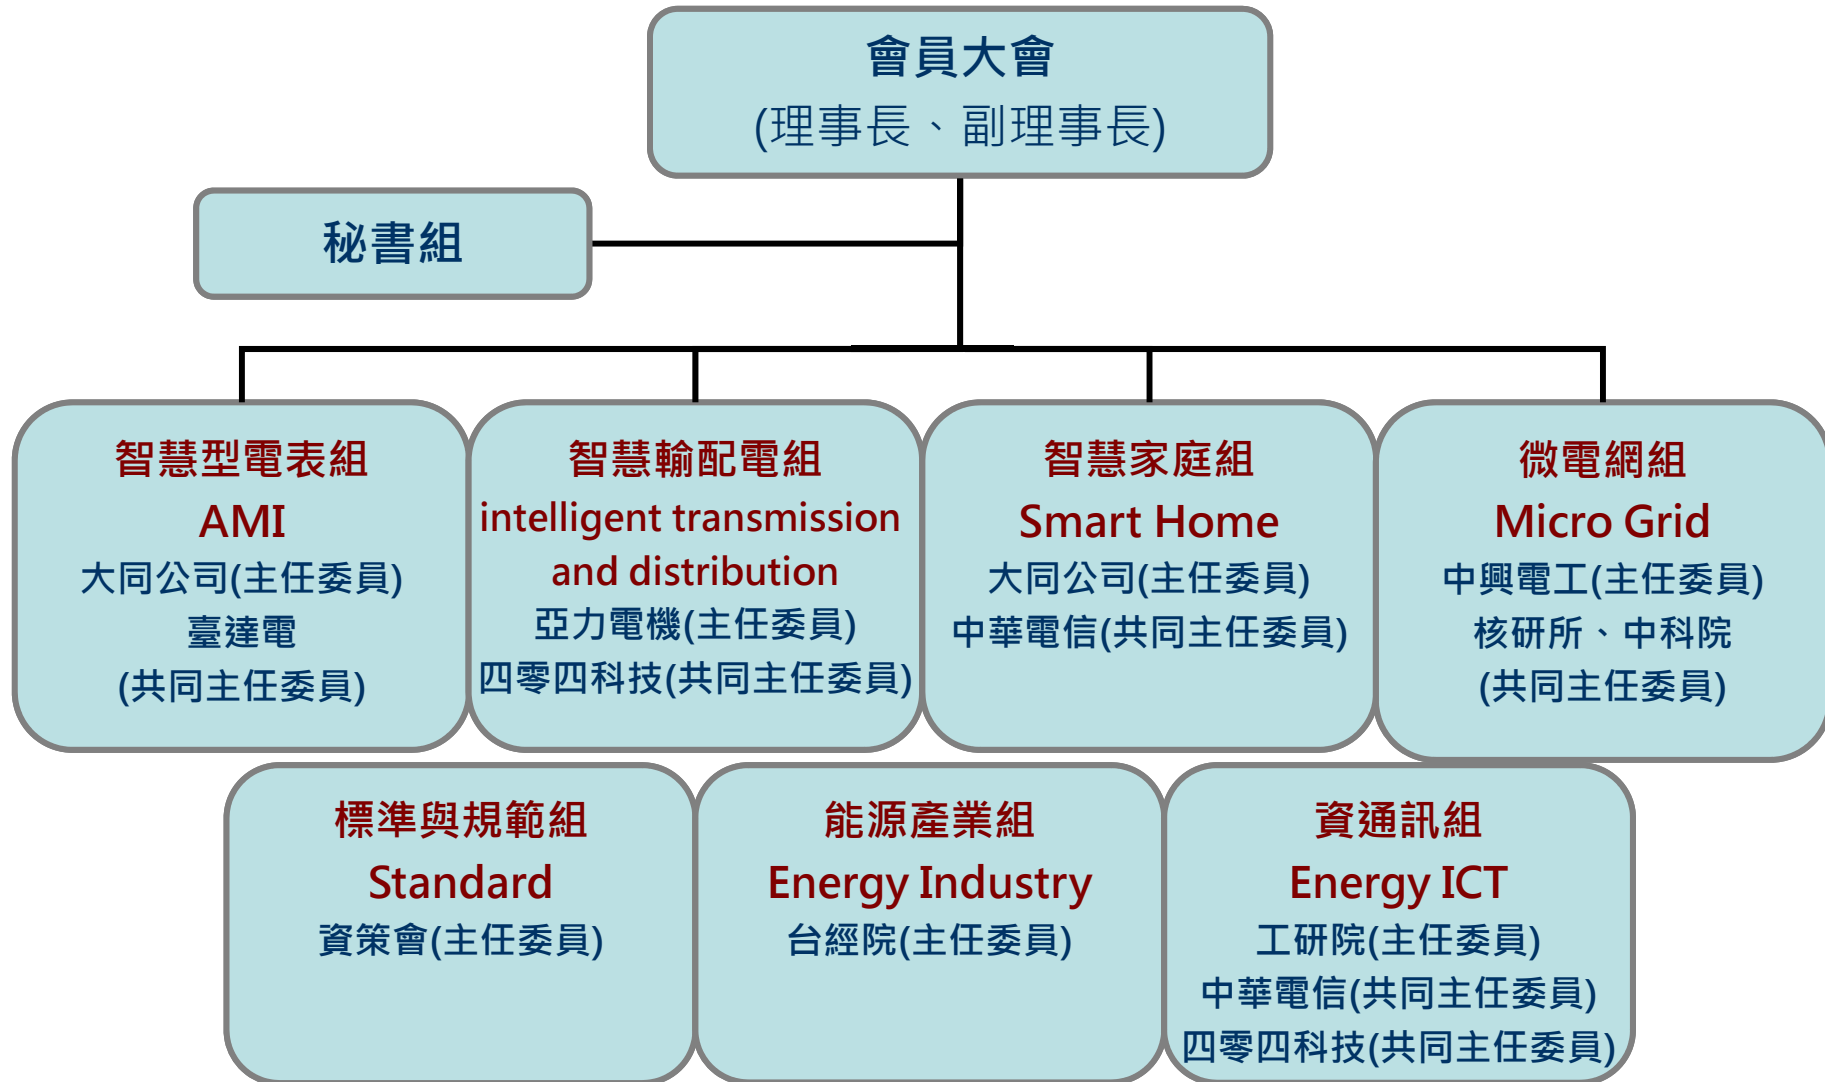 會員大會
(理事長、副理事長)
秘書組
智慧型電表組
AMI
大同公司(主任委員)
臺達電
(共同主任委員)
智慧輸配電組
intelligent transmission
and distribution
亞力電機(主任委員)
四零四科技(共同主任委員)
智慧家庭組
Smart Home
大同公司(主任委員)
中華電信(共同主任委員)
微電網組
Micro Grid
中興電工(主任委員)
核研所、中科院
(共同主任委員)
標準與規範組
Standard
資策會(主任委員)
能源產業組
Energy Industry
台經院(主任委員)
資通訊組
Energy ICT
工研院(主任委員)
中華電信(共同主任委員)
四零四科技(共同主任委員)